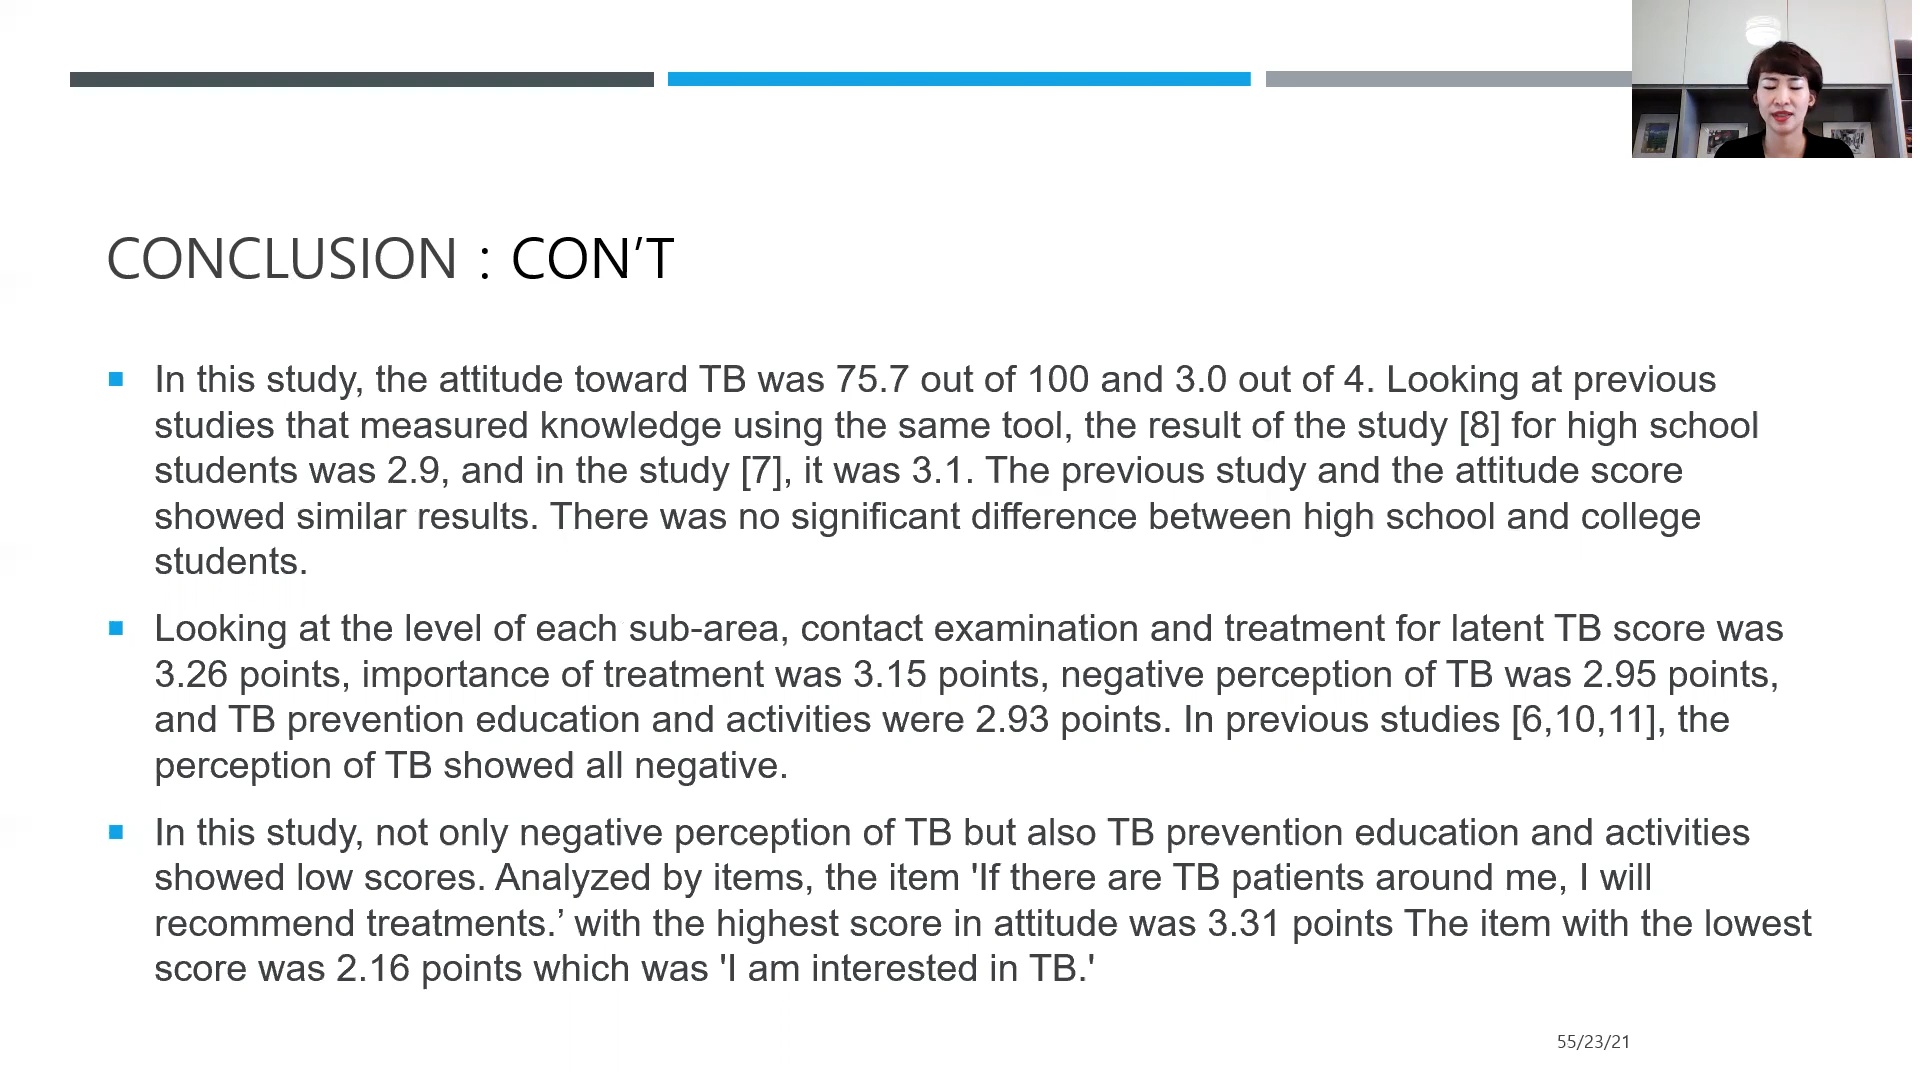 CONCLUSION : CON’T
In this study, the attitude toward TB was 75.7 out of 100 and 3.0 out of 4. Looking at previous
studies that measured knowledge using the same tool, the result of the study [8] for high school
students was 2.9, and in the study [7], it was 3.1. The previous study and the attitude score
showed similar results. There was no significant difference between high school and college
students.
Looking at the level of each sub-area, contact examination and treatment for latent TB score was
3.26 points, importance of treatment was 3.15 points, negative perception of TB was 2.95 points,
and TB prevention education and activities were 2.93 points. In previous studies [6,10,11], the
perception of TB showed all negative.
In this study, not only negative perception of TB but also TB prevention education and activities
showed low scores. Analyzed by items, the item 'If there are TB patients around me, I will
recommend treatments.’ with the highest score in attitude was 3.31 points The item with the lowest
score was 2.16 points which was 'I am interested in TB.'
55/23/21